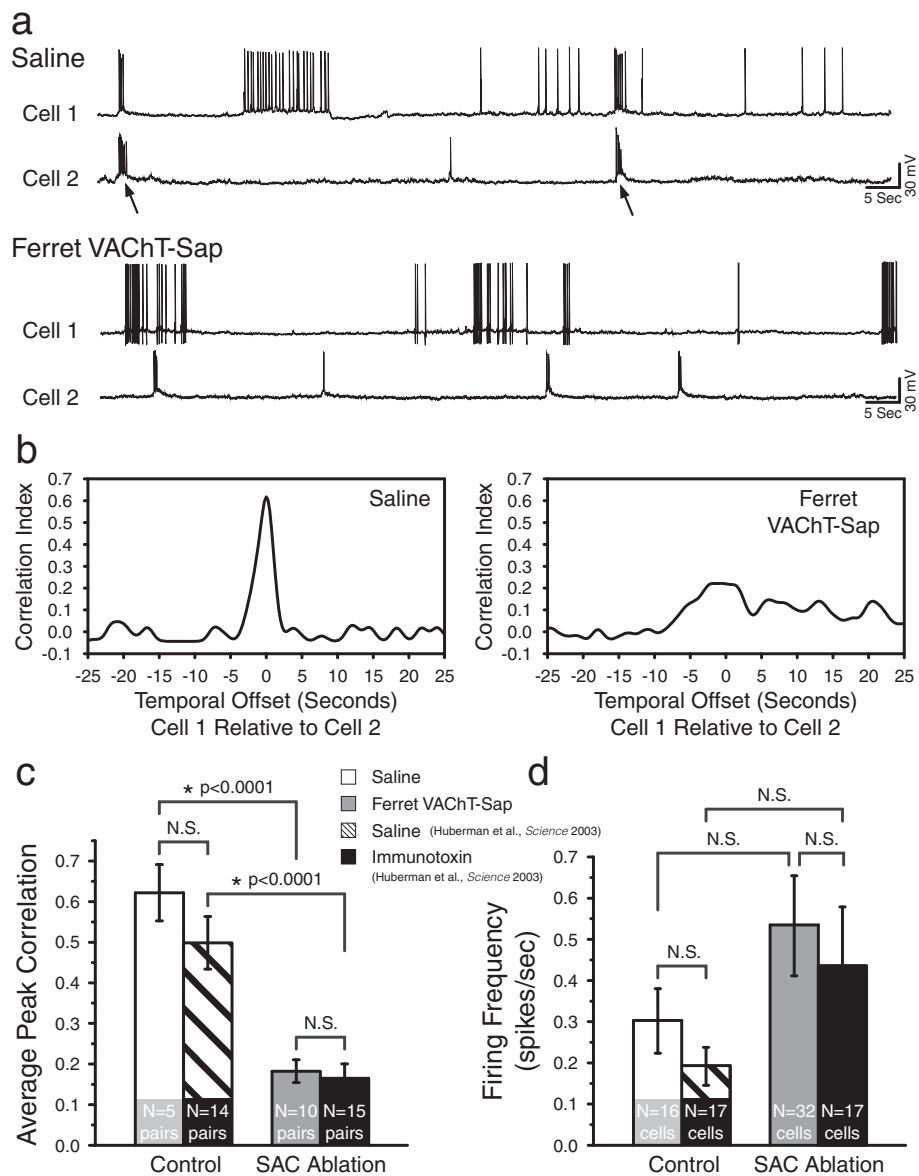 a
Saline
Cell 1
Cell 2
5 Sec
30 mV
Ferret VAChT-Sap
Cell 1
Cell 2
5 Sec
30 mV
b
Correlation Index
0.7
0.6
0.5
0.4
0.3
0.2
0.1
0.0
-0.1
Saline
-25 -20 -15 -10 -5 0 5 10 15 20 25
Temporal Offset (Seconds)
Cell 1 Relative to Cell 2
Correlation Index
0.7
0.6
0.5
0.4
0.3
0.2
0.1
0.0
-0.1
Ferret
VAChT-Sap
-25 -20 -15 -10 -5 0 5 10 15 20 25
Temporal Offset (Seconds)
Cell 1 Relative to Cell 2
c
* p<0.0001
N.S.
* p<0.0001
N.S.
Average Peak Correlation
0.7
0.6
0.5
0.4
0.3
0.2
0.1
0.0
N=5
pairs
N=14
pairs
N=10
pairs
N=15
pairs
Control
SAC Ablation
Saline
Ferret VAChT-Sap
Saline (Huberman et al., Science 2003)
Immunotoxin
(Huberman et al., Science 2003)
d
N.S.
N.S.
N.S.
N.S.
Firing Frequency
(spikes/sec)
0.7
0.6
0.5
0.4
0.3
0.2
0.1
0.0
N=16
cells
N=17
cells
N=32
cells
N=17
cells
Control
SAC Ablation